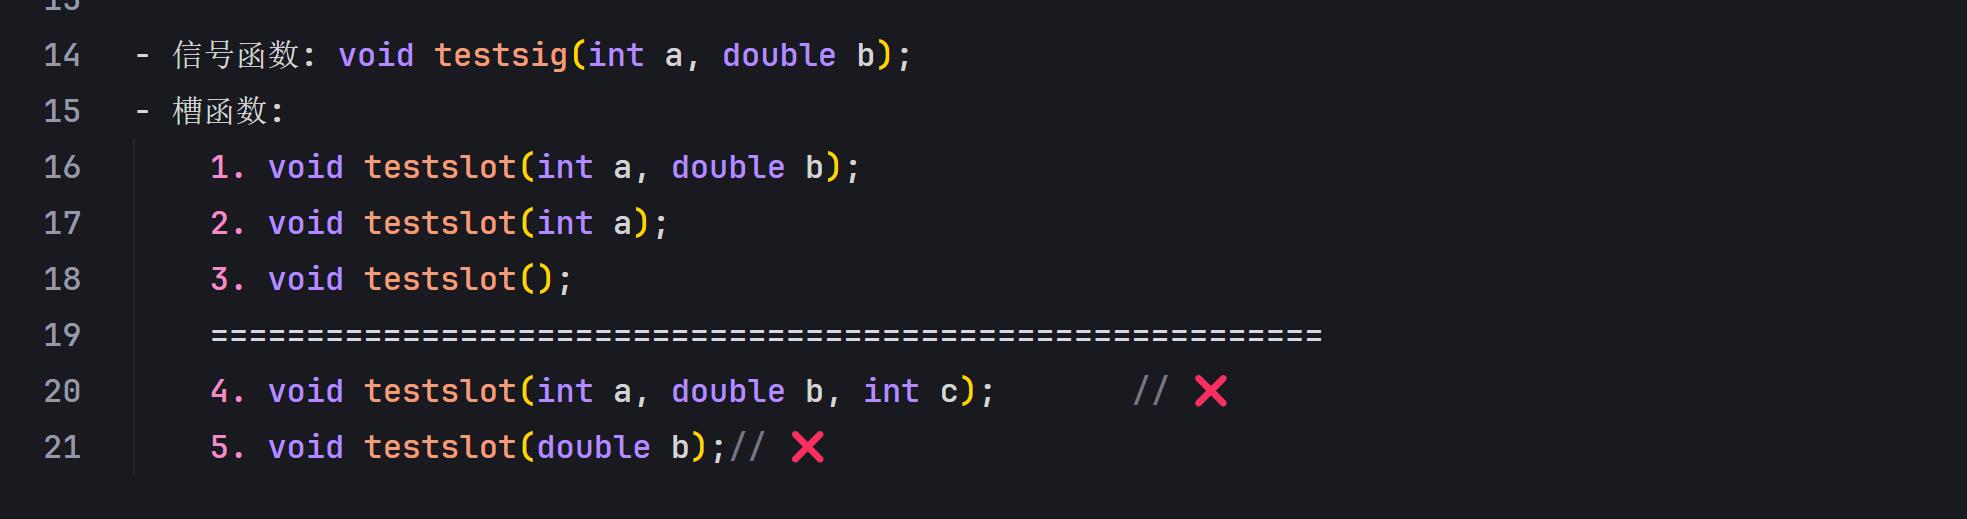 13
14 - 信号函数: void testsig(int a, double b);
15 - 槽函数:
16 1. void testslot(int a, double b);
17 2. void testslot(int a);
18 3. void testslot();
19 ==========================================================
20 4. void testslot(int a, double b, int c); // ❌
21 5. void testslot(double b);// ❌